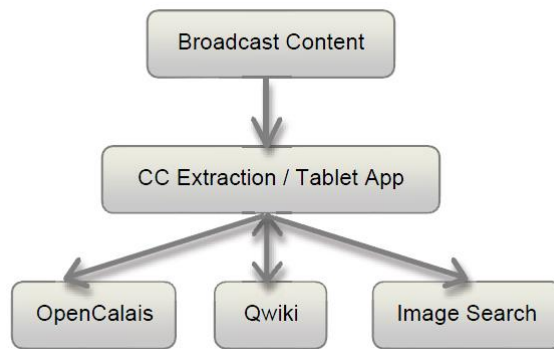 Broadcast Content
CC Extraction / Tablet App
OpenCalais
Qwiki
Image Search